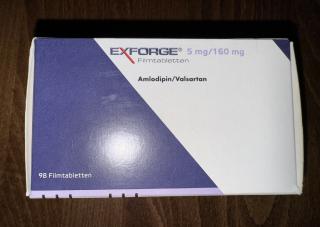 EXFORGE® 5 mg/160 mg
Filmtabletten
Amlodipin/Valsartan
98 Filmtabletten